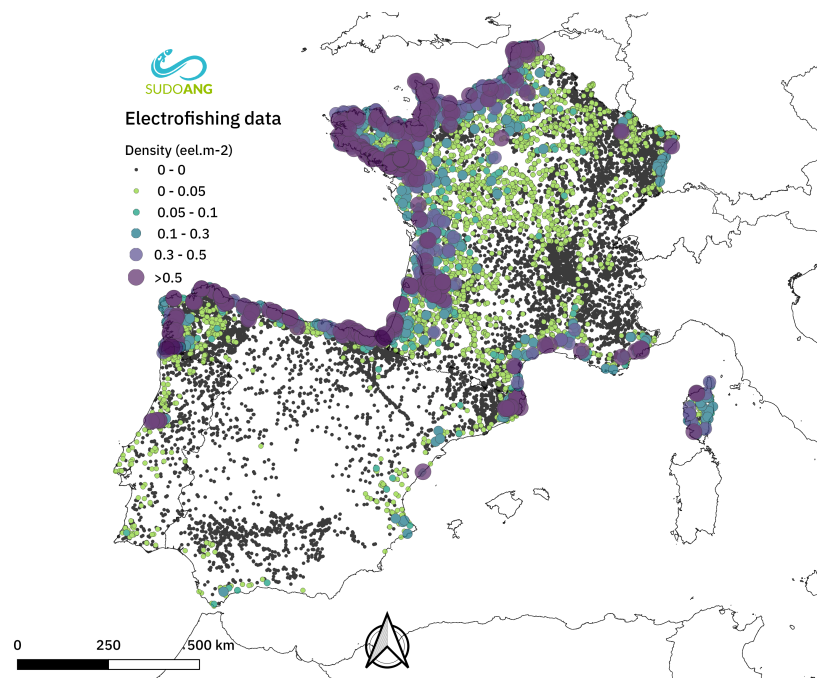 SUDOANG
Electrofishing data
Density (eel.m-2)
0 - 0
0 - 0.05
0.05 - 0.1
0.1 - 0.3
0.3 - 0.5
>0.5
0 250 500 km